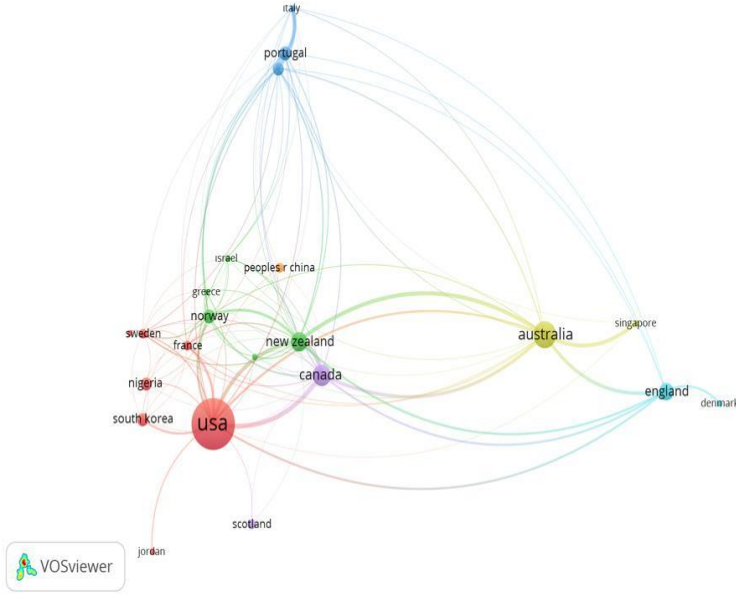 italy
portugal
israel
peoples r china
greece
norway
sweden
france
new zealand
australia
singapore
canada
nigeria
england
denmark
south korea
usa
scotland
jordan
VOSviewer